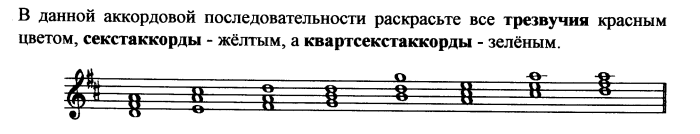 В данной аккордовой последовательности раскрасьте все трезвучия красным
цветом, секстаккорды - жёлтым, а квартсекстаккорды - зелёным.